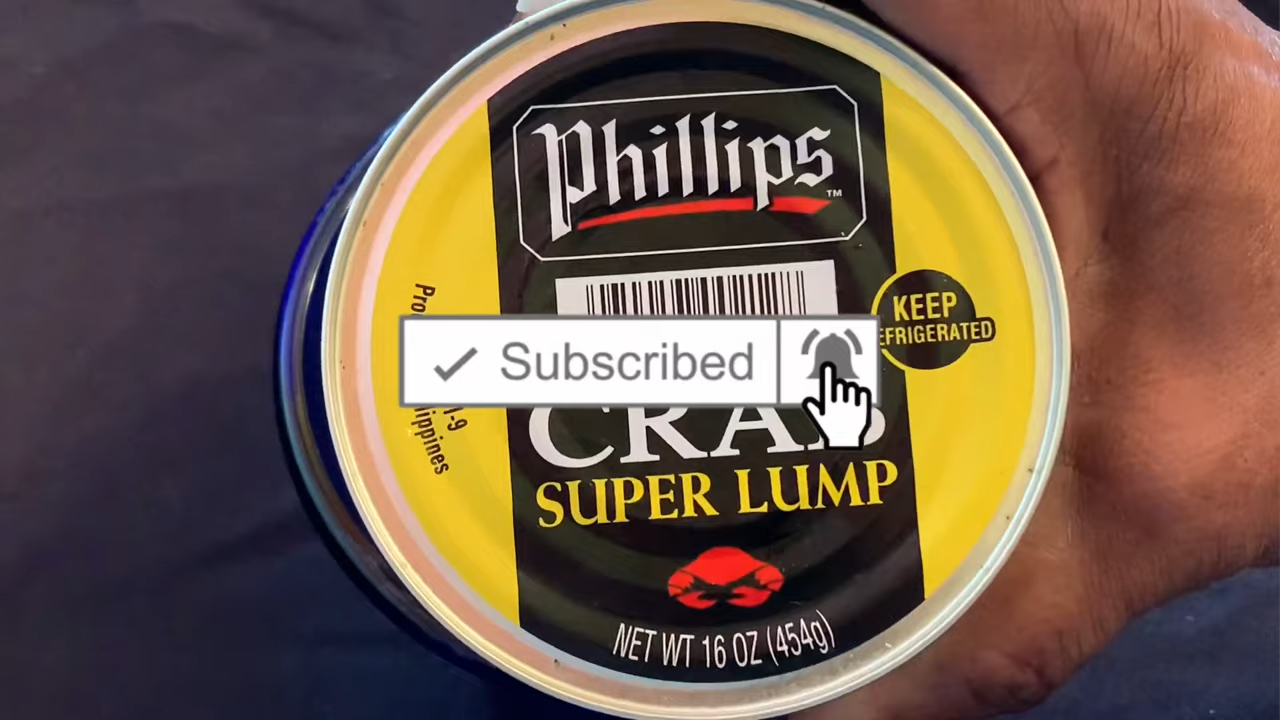 Phillips
™
KEEP
EFRIGERATED
Subscribed
CRAB
SUPER LUMP
NET WT 16 OZ (454g)